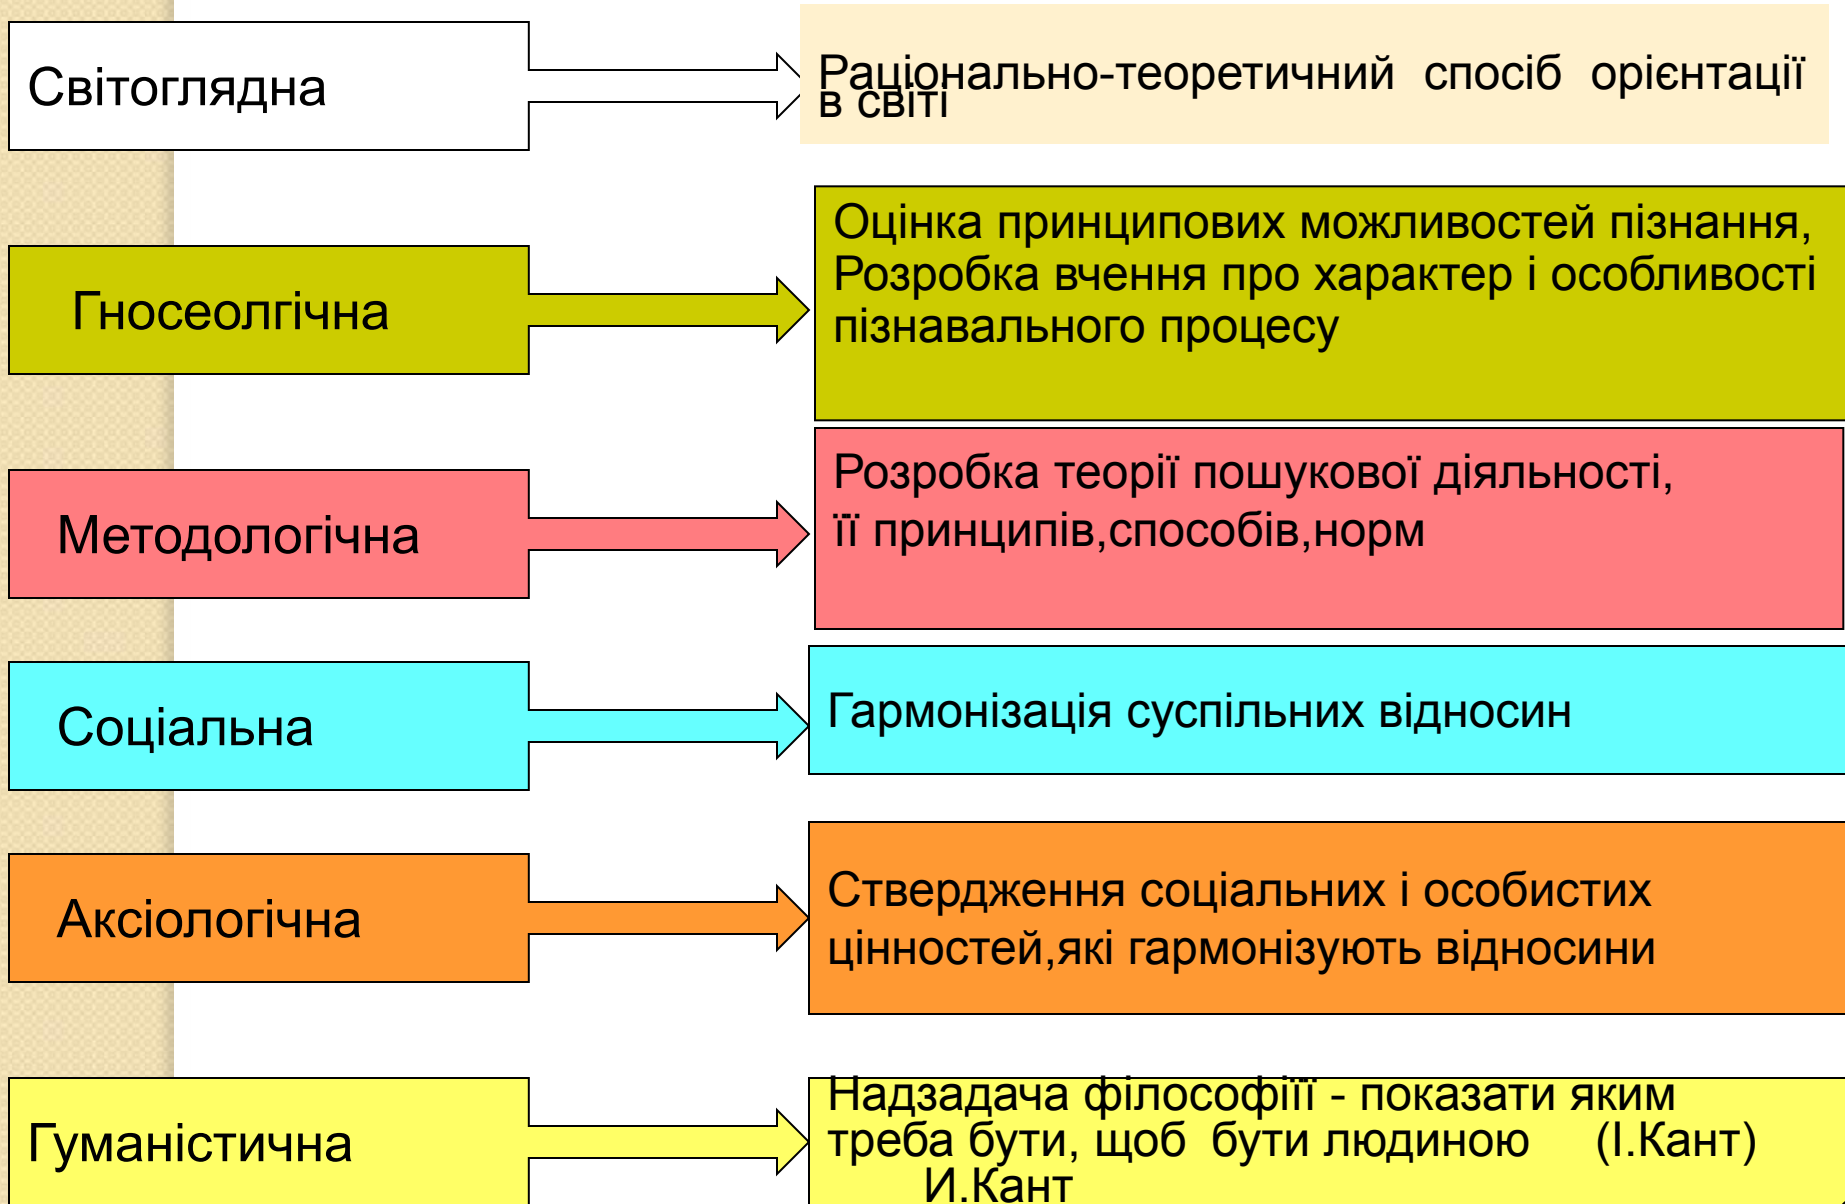 Світоглядна
Раціонально-теоретичний спосіб орієнтації
в світі
Гносеолгічна
Оцінка принципових можливостей пізнання,
Розробка вчення про характер і особливості
пізнавального процесу
Методологічна
Розробка теорії пошукової діяльності,
її принципів,способів,норм
Соціальна
Гармонізація суспільних відносин
Аксіологічна
Ствердження соціальних і особистих
цінностей,які гармонізують відносини
Гуманістична
Надзадача філософіїї - показати яким
треба бути, щоб бути людиною (І.Кант)
И.Кант